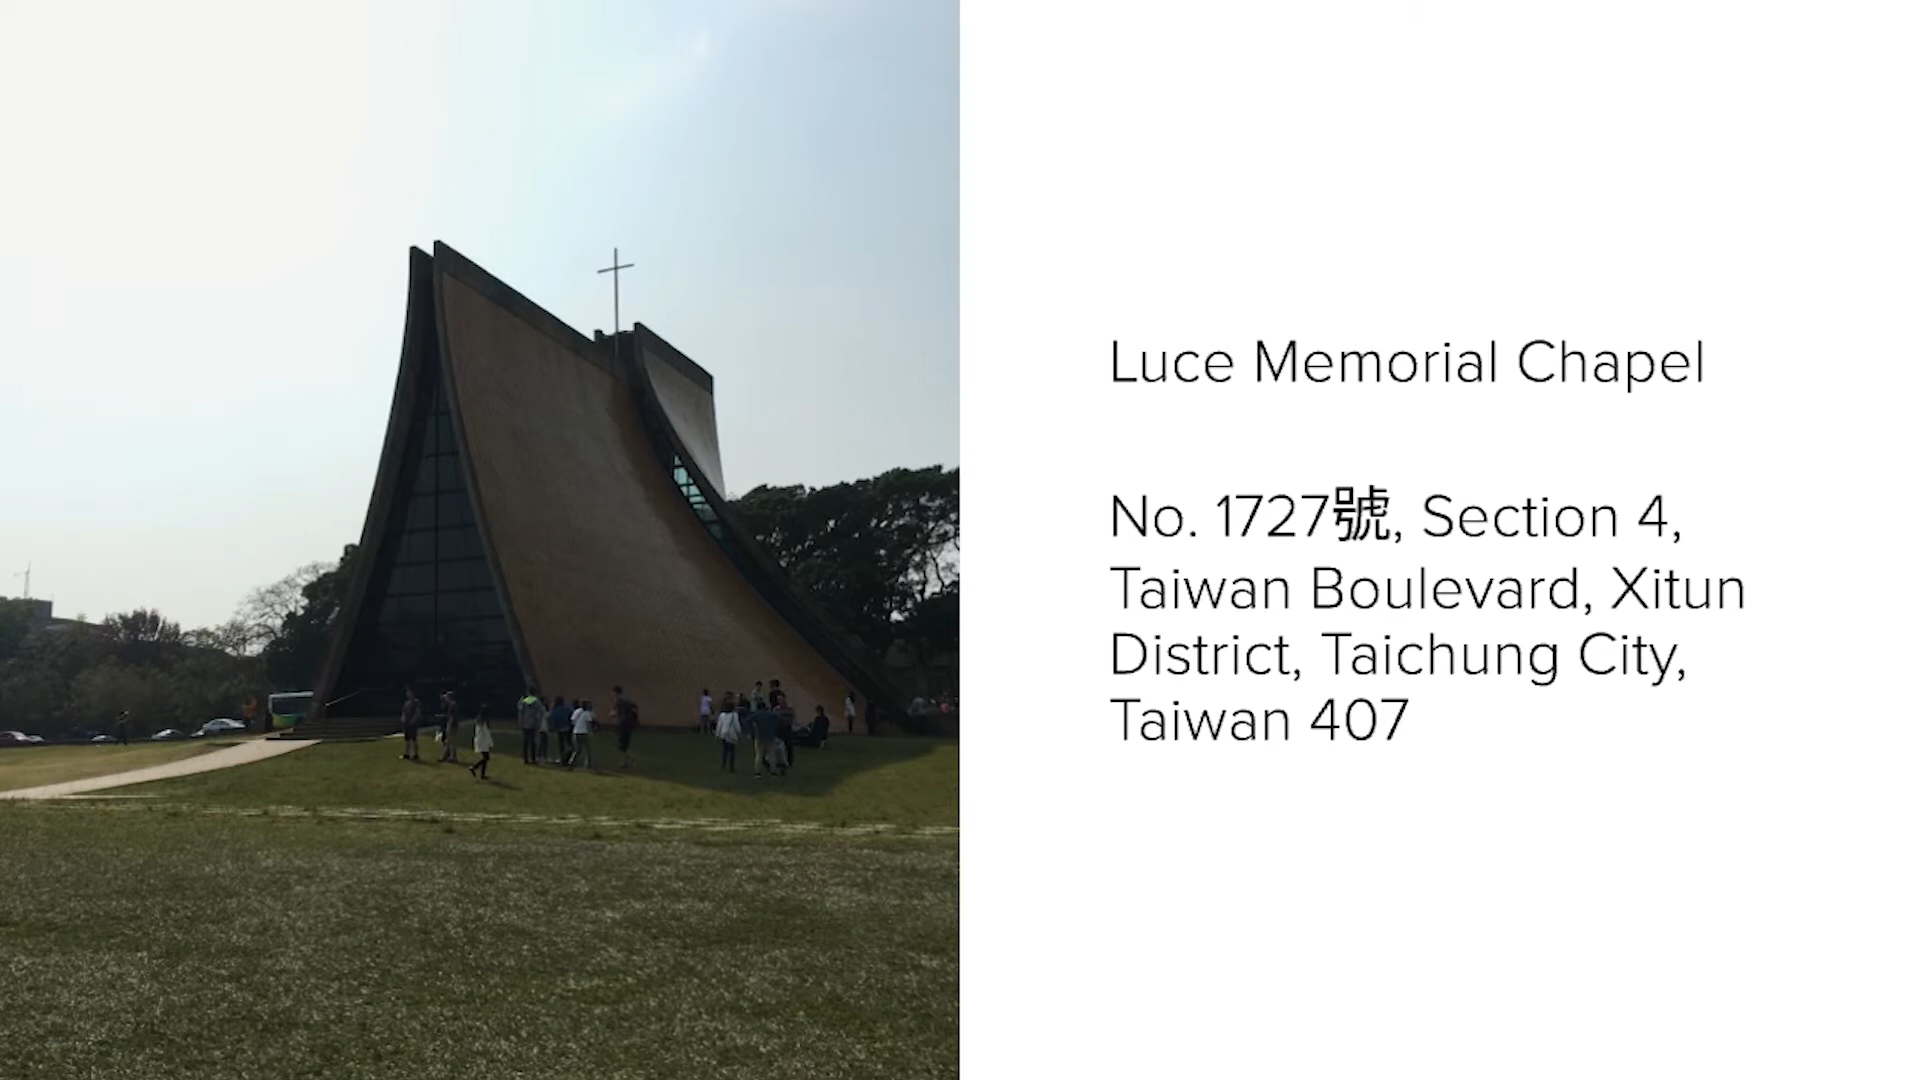 Luce Memorial Chapel
No. 1727號, Section 4,
Taiwan Boulevard, Xitun
District, Taichung City,
Taiwan 407